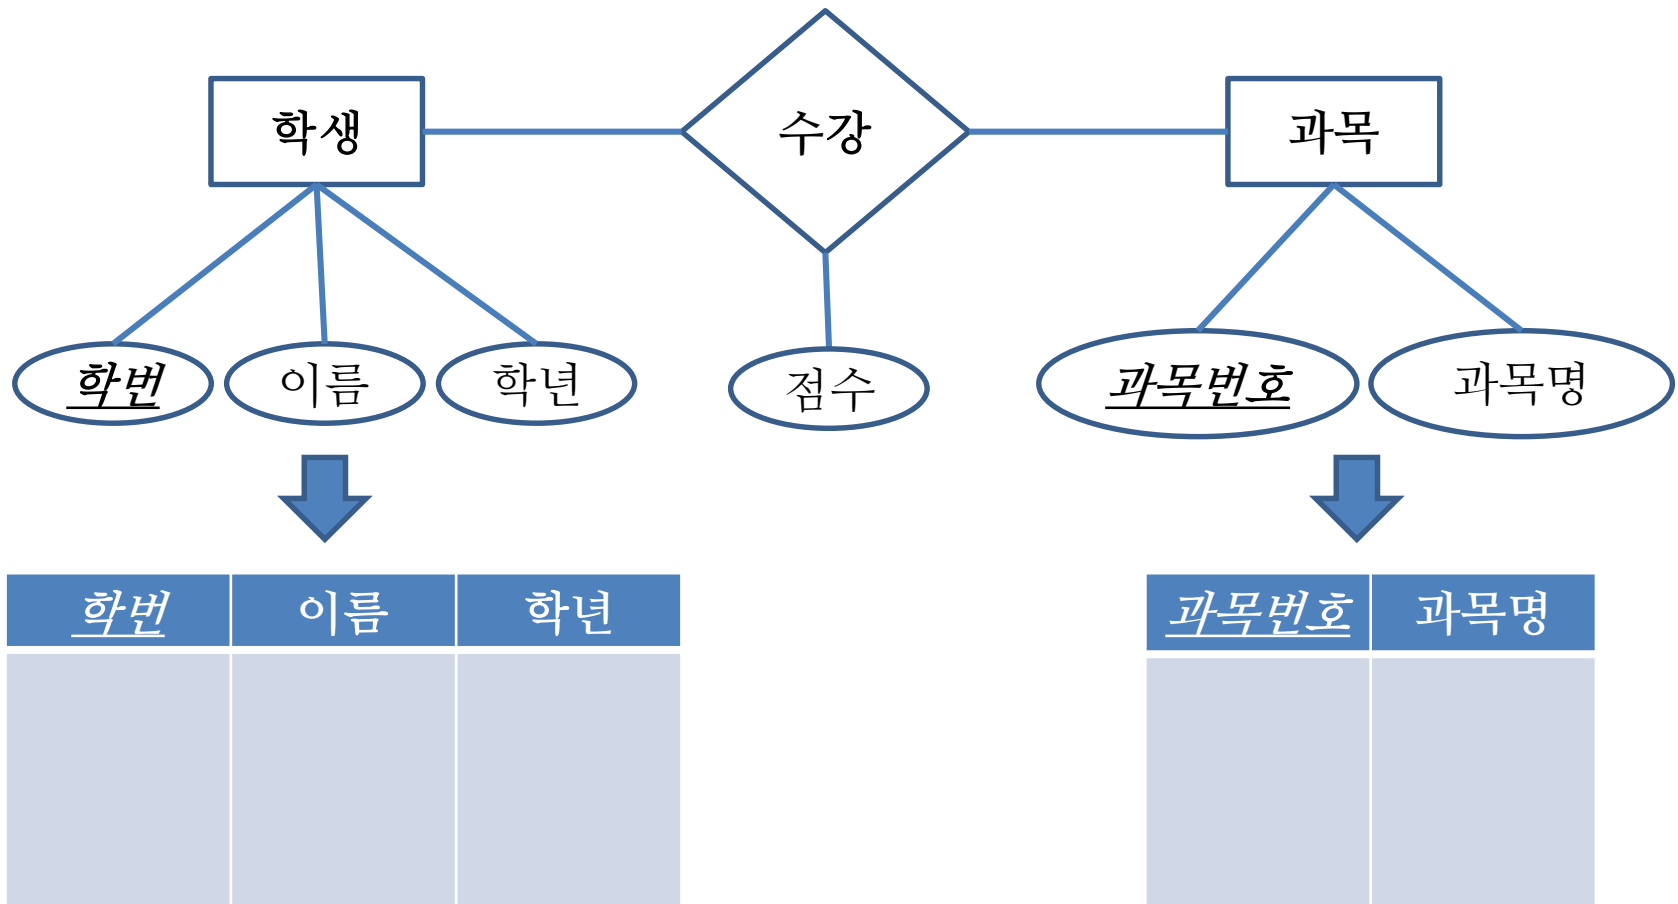 학생
수강
과목
학번
이름
학년
점수
과목번호
과목명
학번 이름 학년
과목번호 과목명